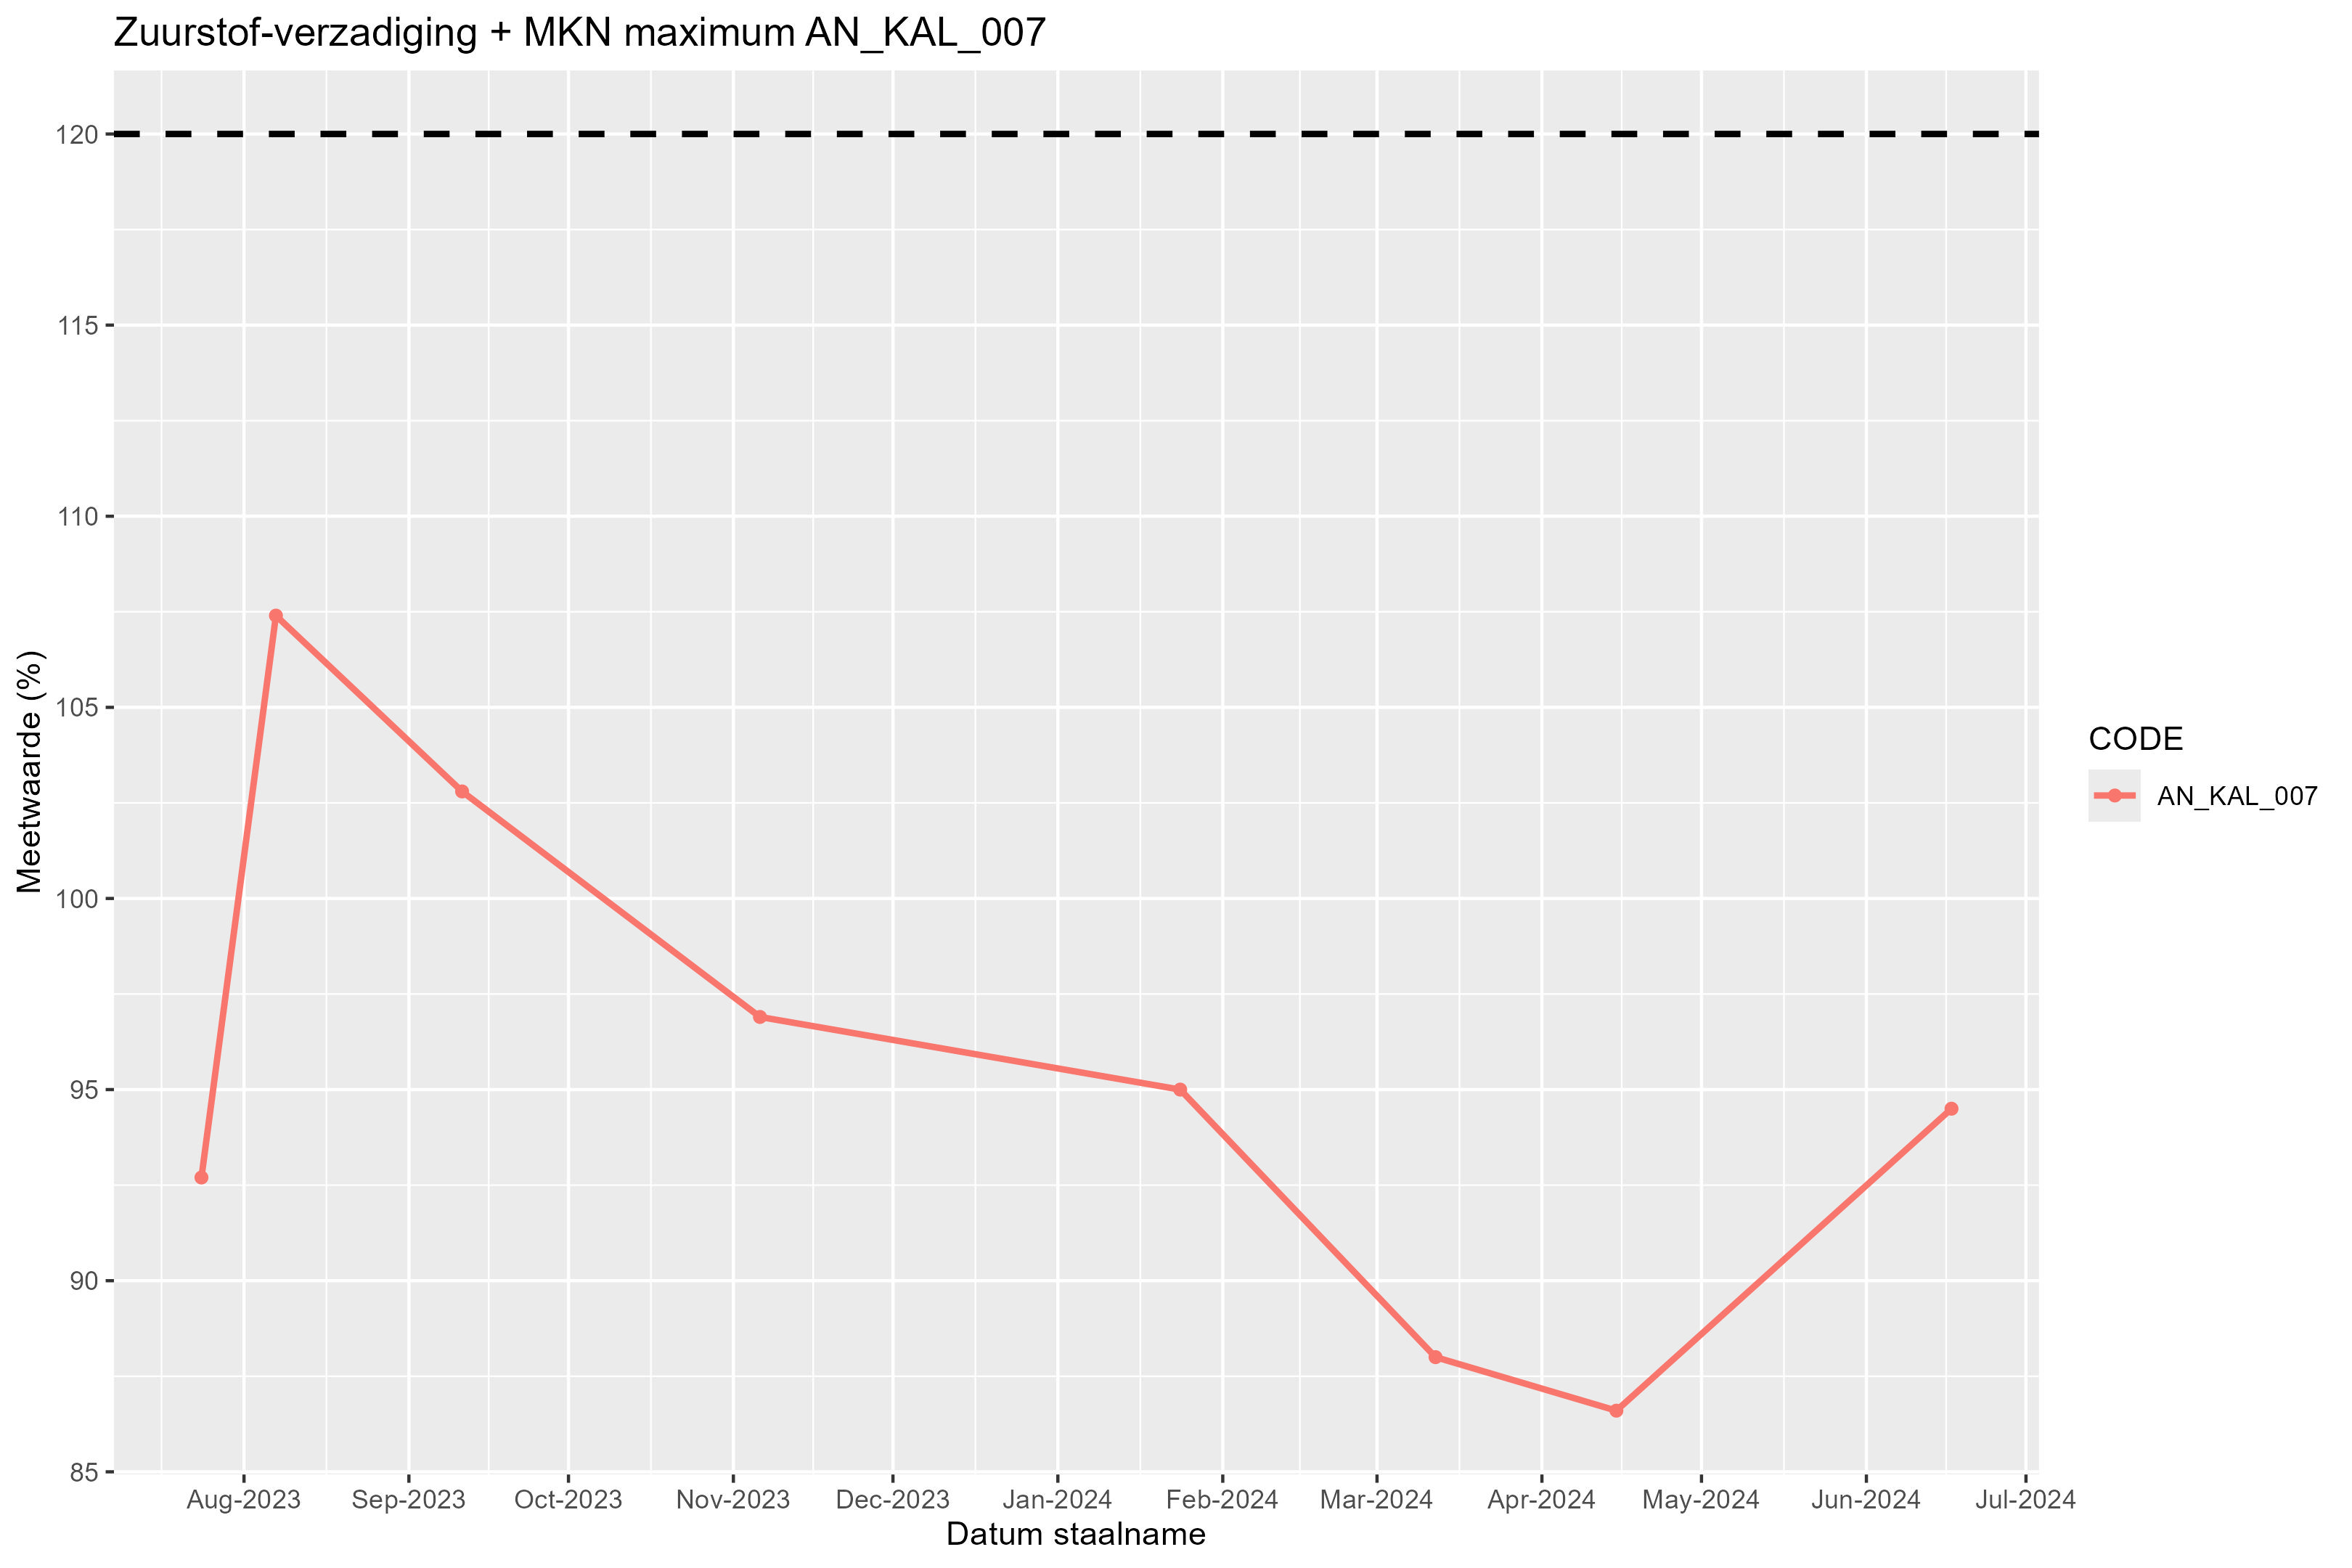 Zuurstof-verzadiging + MKN maximum AN_KAL_007
Meetwaarde (%)
120
115
110
105
100
95
90
85
Aug-2023 Sep-2023 Oct-2023 Nov-2023 Dec-2023 Jan-2024 Feb-2024 Mar-2024 Apr-2024 May-2024 Jun-2024 Jul-2024
Datum staalname
CODE
AN_KAL_007